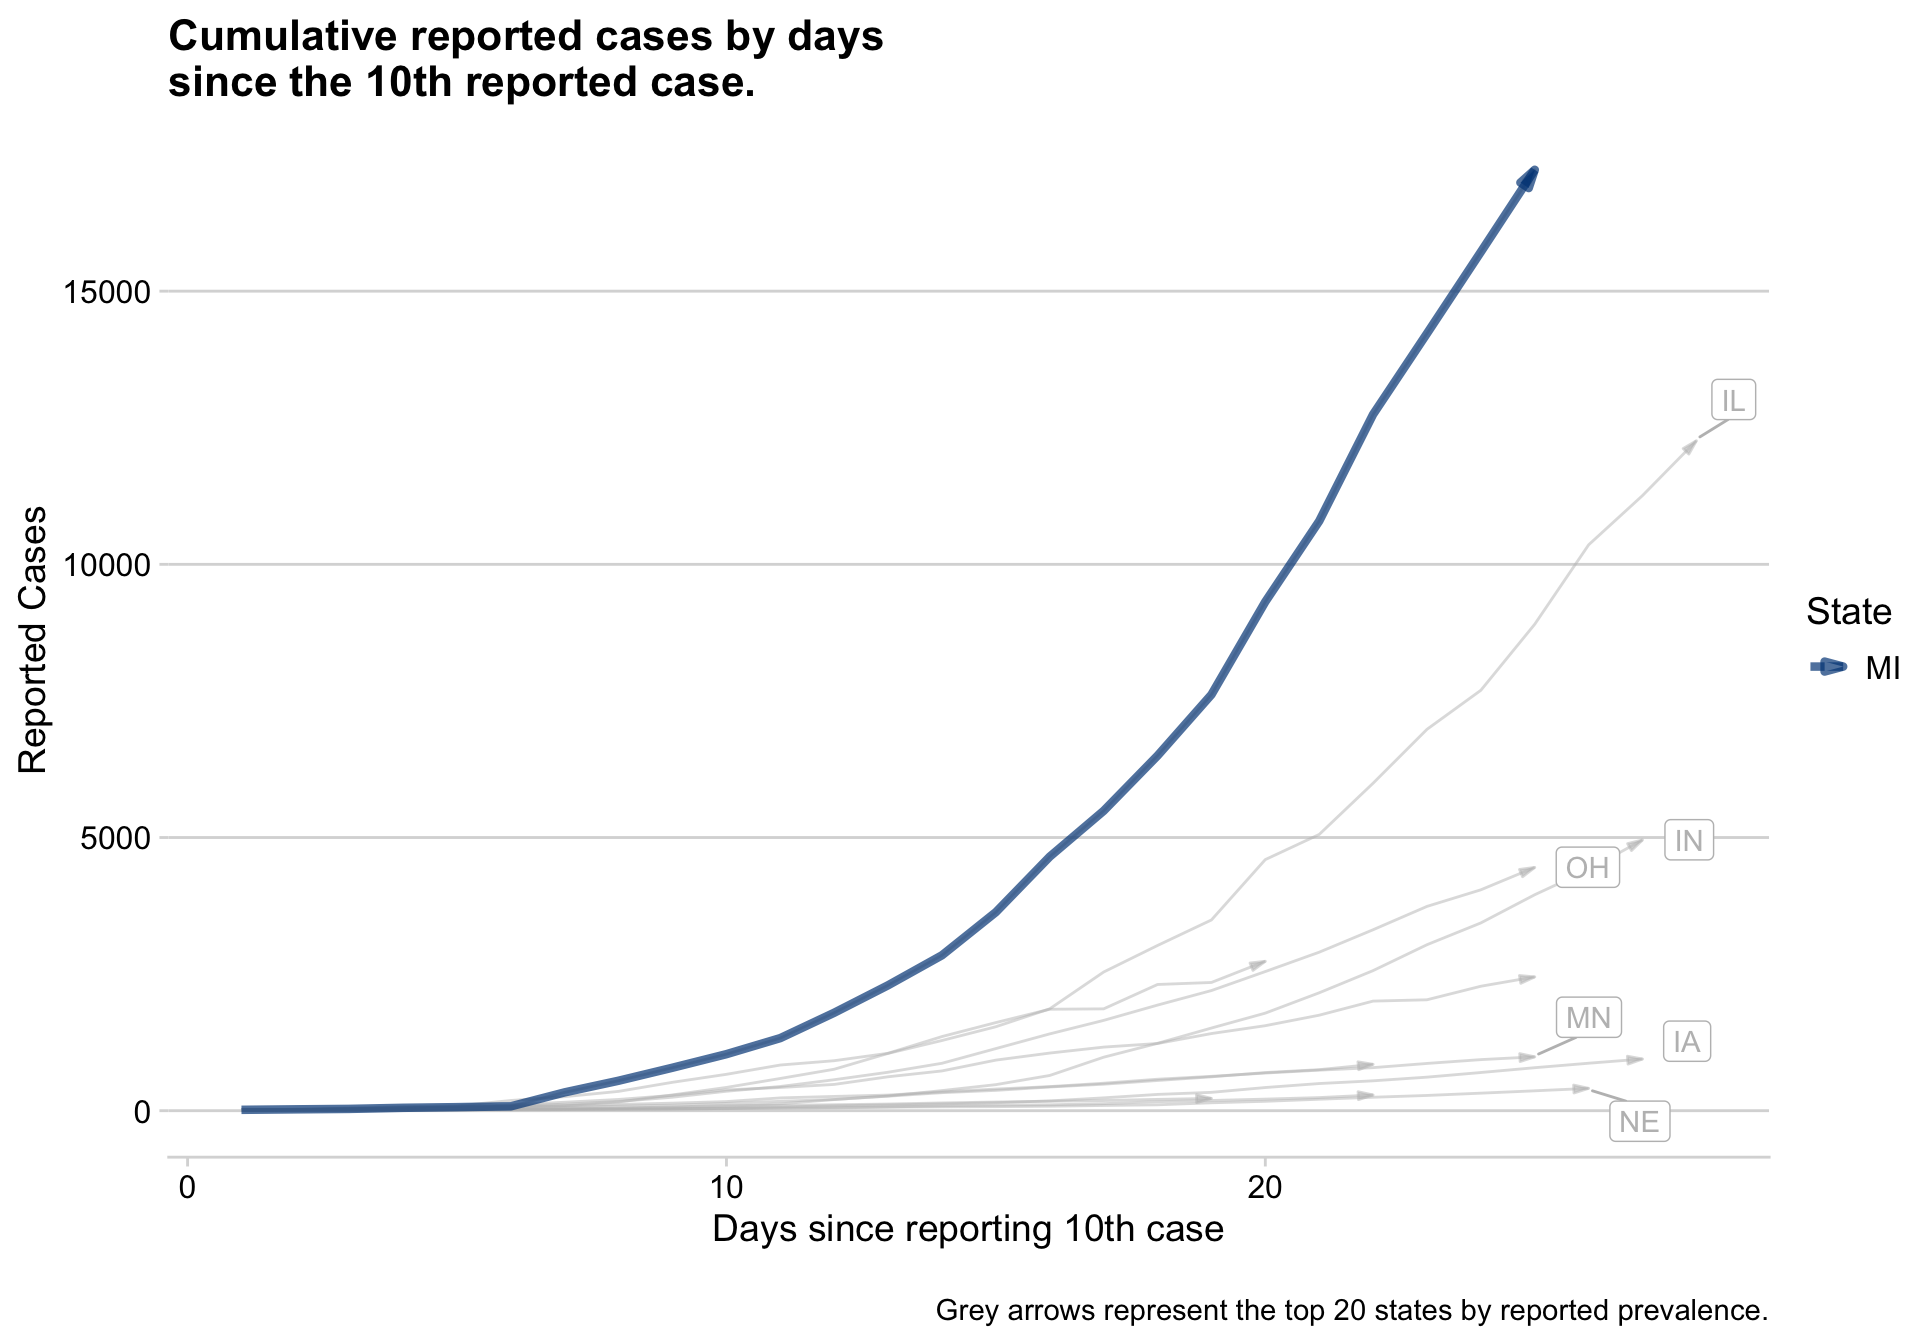 Cumulative reported cases by days
since the 10th reported case.
15000
10000
5000
0
Reported Cases
IL
IN
OH
MN
IA
NE
State
MI
0
10
20
Days since reporting 10th case
Grey arrows represent the top 20 states by reported prevalence.